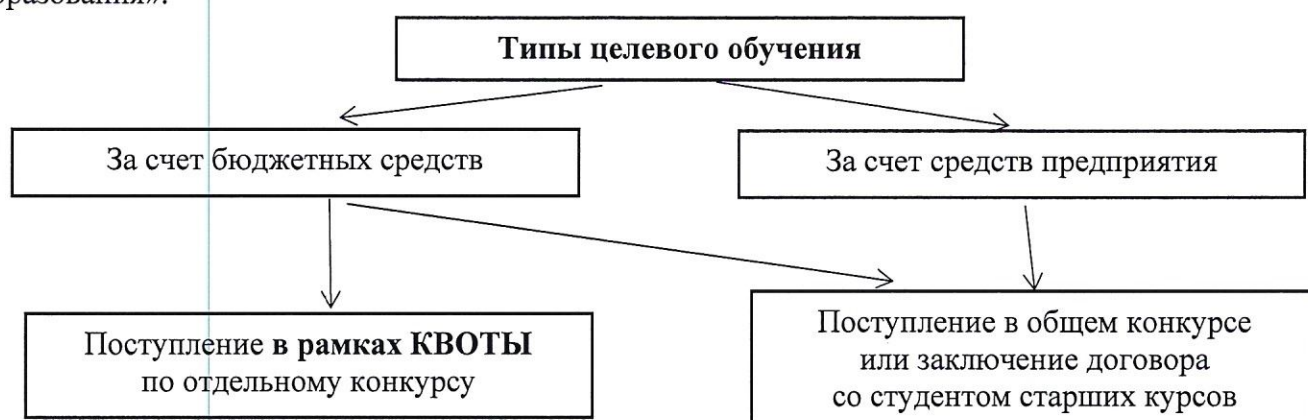 разования».
Типы целевого обучения
За счет бюджетных средств
За счет средств предприятия
Поступление в рамках КВОТЫ
по отдельному конкурсу
Поступление в общем конкурсе
или заключение договора
со студентом старших курсов